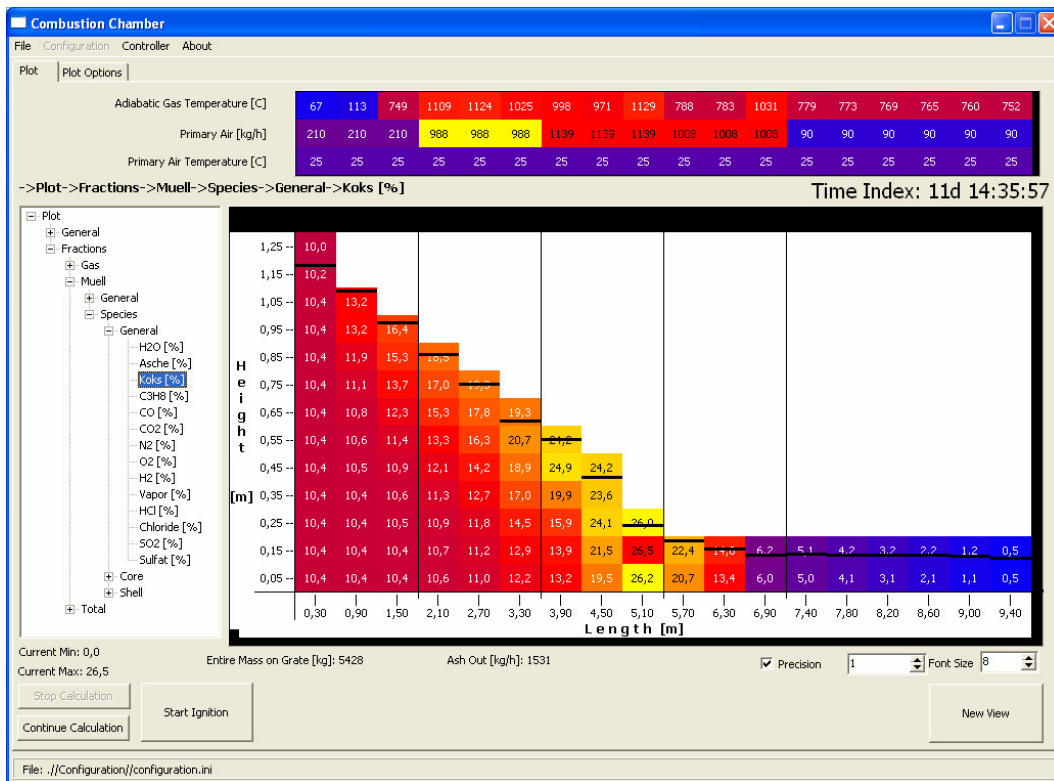 Combustion Chamber
File Configuration Controller About
Plot Plot Options
Adiabatic Gas Temperature [C] 67 113 749 1109 1124 1025 998 971 1129 788 783 1031 779 773 769 765 760 752
Primary Air [kg/h] 210 210 210 988 988 988 1139 1139 1139 1008 1008 1008 90 90 90 90 90 90
Primary Air Temperature [C] 25 25 25 25 25 25 25 25 25 25 25 25 25 25 25 25 25 25
->Plot->Fractions->Muell->Species->General->Koks [%]
Time Index: 11d 14:35:57
Plot
General
Fractions
Gas
Muell
General
Species
General
H2O [%]
Asche [%]
Koks [%]
C3H8 [%]
CO [%]
CO2 [%]
N2 [%]
O2 [%]
H2 [%]
Vapor [%]
HCl [%]
Chloride [%]
SO2 [%]
Sulfat [%]
Core
Shell
Total
Height [m]
1,25 -- 10,0
1,15 -- 10,2
1,05 -- 10,4 13,2
0,95 -- 10,4 13,2 16,4
0,85 -- 10,4 11,9 15,3 18,5
0,75 -- 10,4 11,1 13,7 17,0 19,3
0,65 -- 10,4 10,8 12,3 15,3 17,8 19,3
0,55 -- 10,4 10,6 11,4 13,3 16,3 20,7 24,2
0,45 -- 10,4 10,5 10,9 12,1 14,2 18,9 24,9 24,2
0,35 -- 10,4 10,4 10,6 11,3 12,7 17,0 19,9 23,6
0,25 -- 10,4 10,4 10,5 10,9 11,8 14,5 15,9 24,1 26,0
0,15 -- 10,4 10,4 10,4 10,7 11,2 12,9 13,9 21,5 26,5 22,4 14,0 6,2 5,1 4,2 3,2 2,2 1,2 0,5
0,05 -- 10,4 10,4 10,4 10,6 11,0 12,2 13,2 19,5 26,2 20,7 13,4 6,0 5,0 4,1 3,1 2,1 1,1 0,5
0,30 0,90 1,50 2,10 2,70 3,30 3,90 4,50 5,10 5,70 6,30 6,90 7,40 7,80 8,20 8,60 9,00 9,40
Length [m]
Current Min: 0,0
Current Max: 26,5
Entire Mass on Grate [kg]: 5428
Ash Out [kg/h]: 1531
Precision 1
Font Size 8
Stop Calculation
Continue Calculation
Start Ignition
New View
File: .//Configuration//configuration.ini